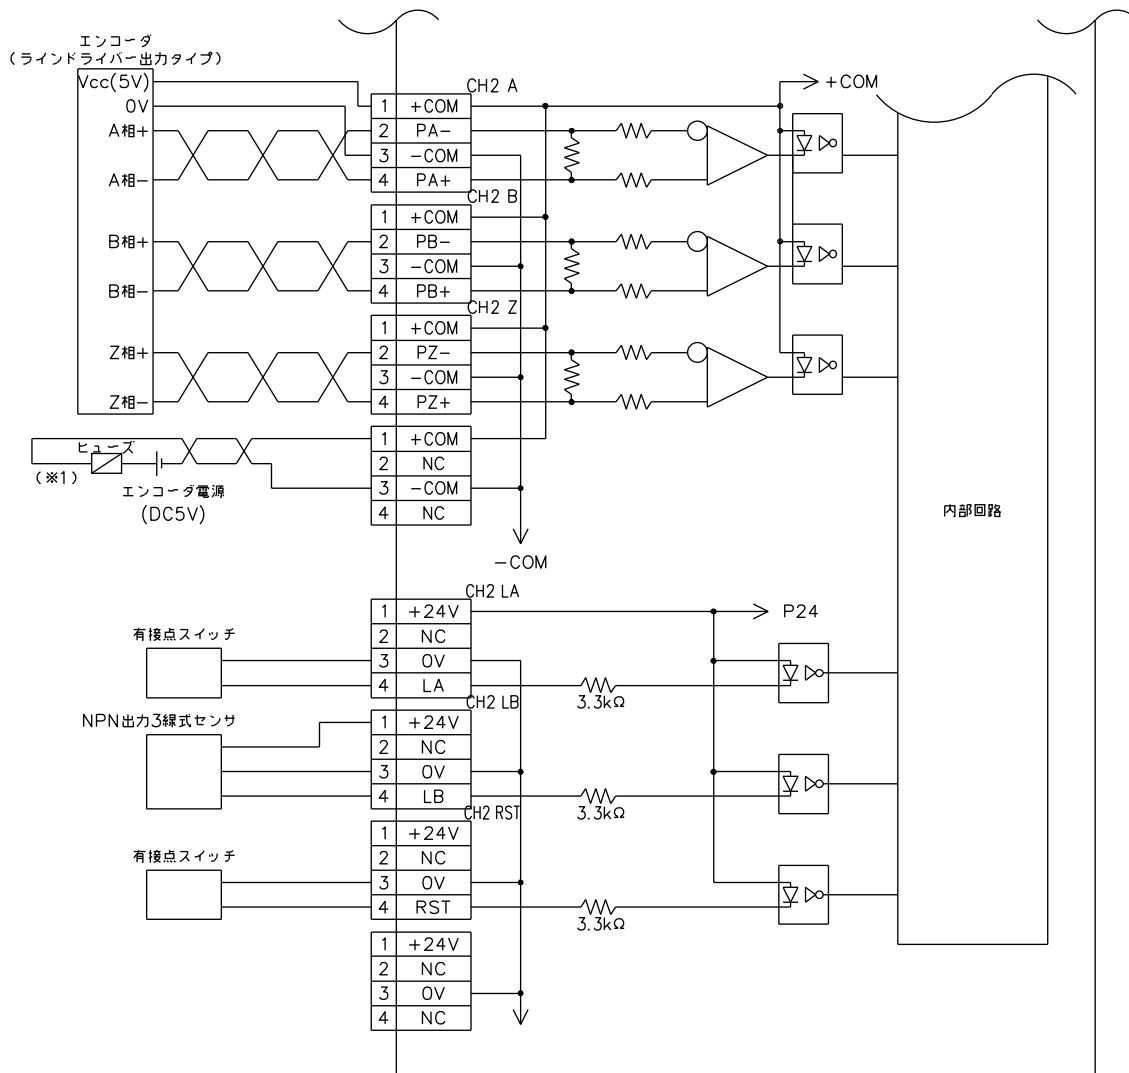 エンコーダ
(ラインドライバー出力タイプ)
Vcc(5V)
0V
A相+
A相-
B相+
B相-
Z相+
Z相-
CH2 A
1 +COM
2 PA-
3 -COM
4 PA+
CH2 B
1 +COM
2 PB-
3 -COM
4 PB+
CH2 Z
1 +COM
2 PZ-
3 -COM
4 PZ+
1 +COM
2 NC
3 -COM
4 NC
ヒューズ
(※1)
エンコーダ電源
(DC5V)
+COM
-COM
内部回路
CH2 LA
1 +24V
2 NC
3 0V
4 LA
CH2 LB
1 +24V
2 NC
3 0V
4 LB
CH2 RST
1 +24V
2 NC
3 0V
4 RST
1 +24V
2 NC
3 0V
4 NC
有接点スイッチ
NPN出力3線式センサ
有接点スイッチ
P24
3.3kΩ
3.3kΩ
3.3kΩ